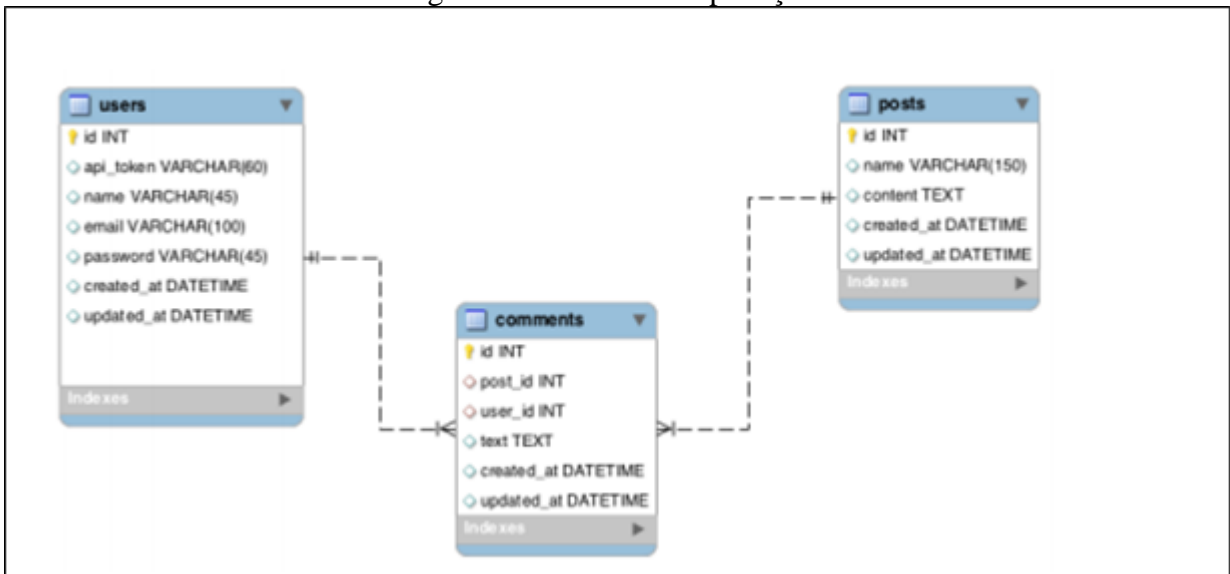 users
id INT
api_token VARCHAR(60)
name VARCHAR(45)
email VARCHAR(100)
password VARCHAR(45)
created_at DATETIME
updated_at DATETIME
Indexes
posts
id INT
name VARCHAR(150)
content TEXT
created_at DATETIME
updated_at DATETIME
Indexes
comments
id INT
post_id INT
user_id INT
text TEXT
created_at DATETIME
updated_at DATETIME
Indexes